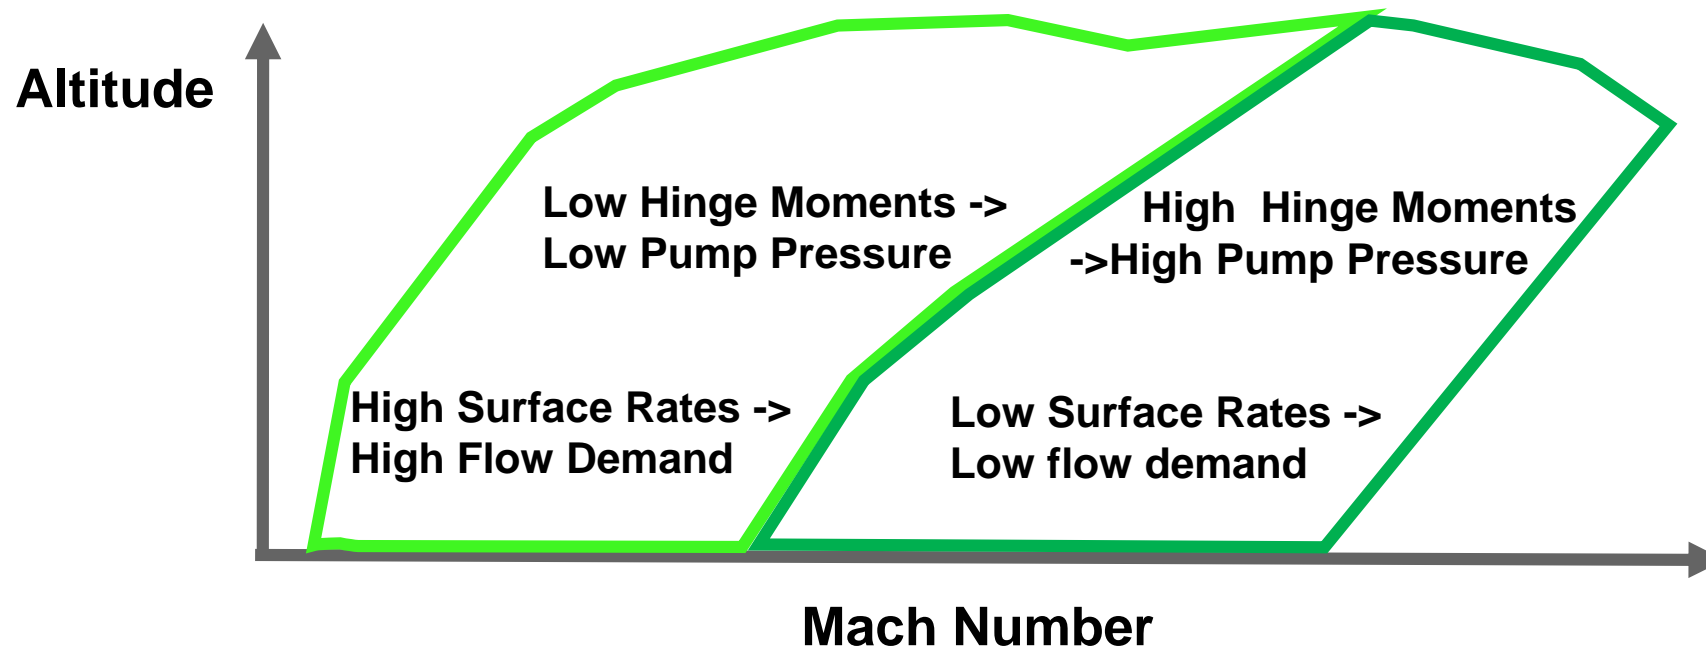 Altitude
Low Hinge Moments ->
Low Pump Pressure
High  Hinge Moments
->High Pump Pressure
High Surface Rates ->
High Flow Demand
Low Surface Rates ->
Low flow demand
Mach Number